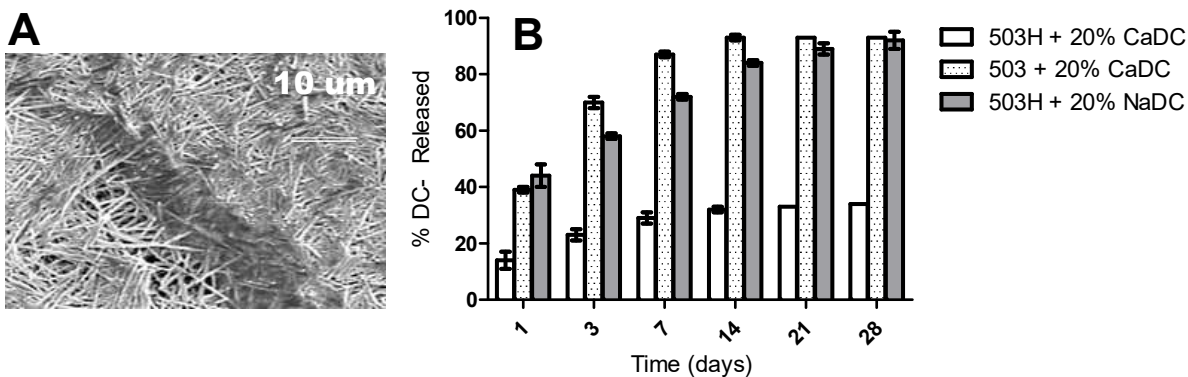 A
10 um
B
% DC- Released
100
80
60
40
20
0
1 3 7 14 21 28
Time (days)
503H + 20% CaDC
503 + 20% CaDC
503H + 20% NaDC